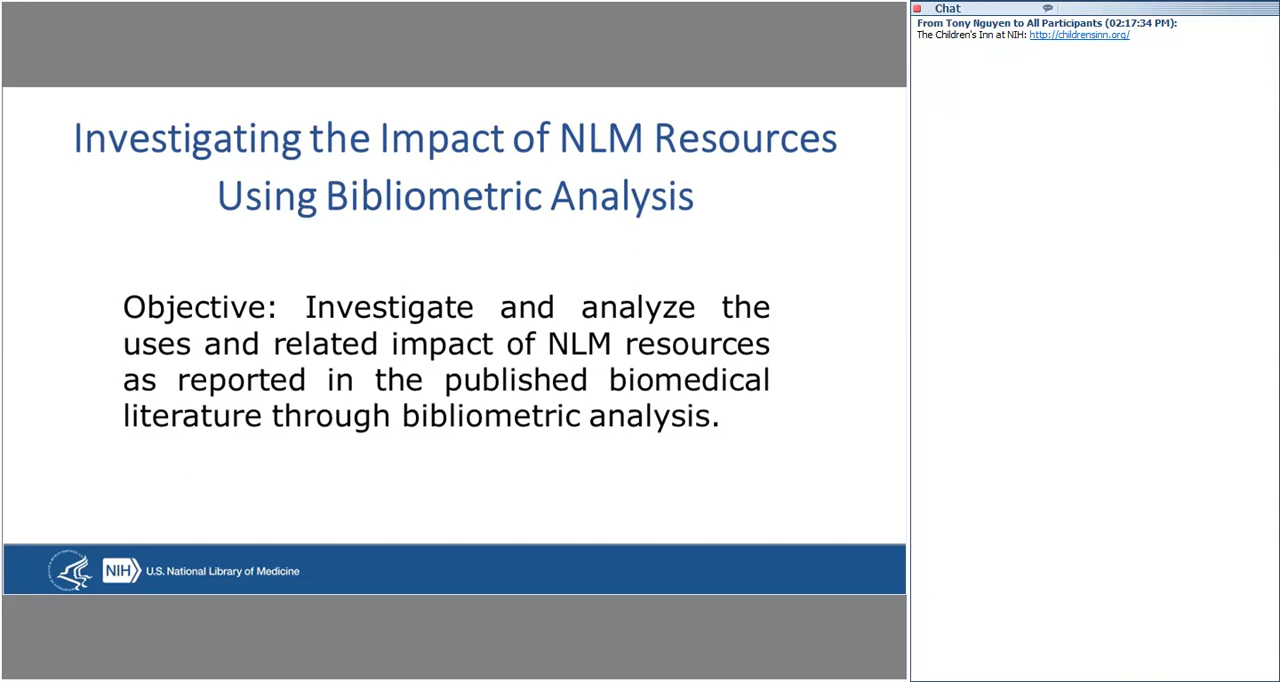 Investigating the Impact of NLM Resources
Using Bibliometric Analysis
Objective: Investigate and analyze the
uses and related impact of NLM resources
as reported in the published biomedical
literature through bibliometric analysis.
NIH U.S. National Library of Medicine
Chat
From Tony Nguyen to All Participants (02:17:34 PM):
The Children's Inn at NIH: http://childrensinn.org/